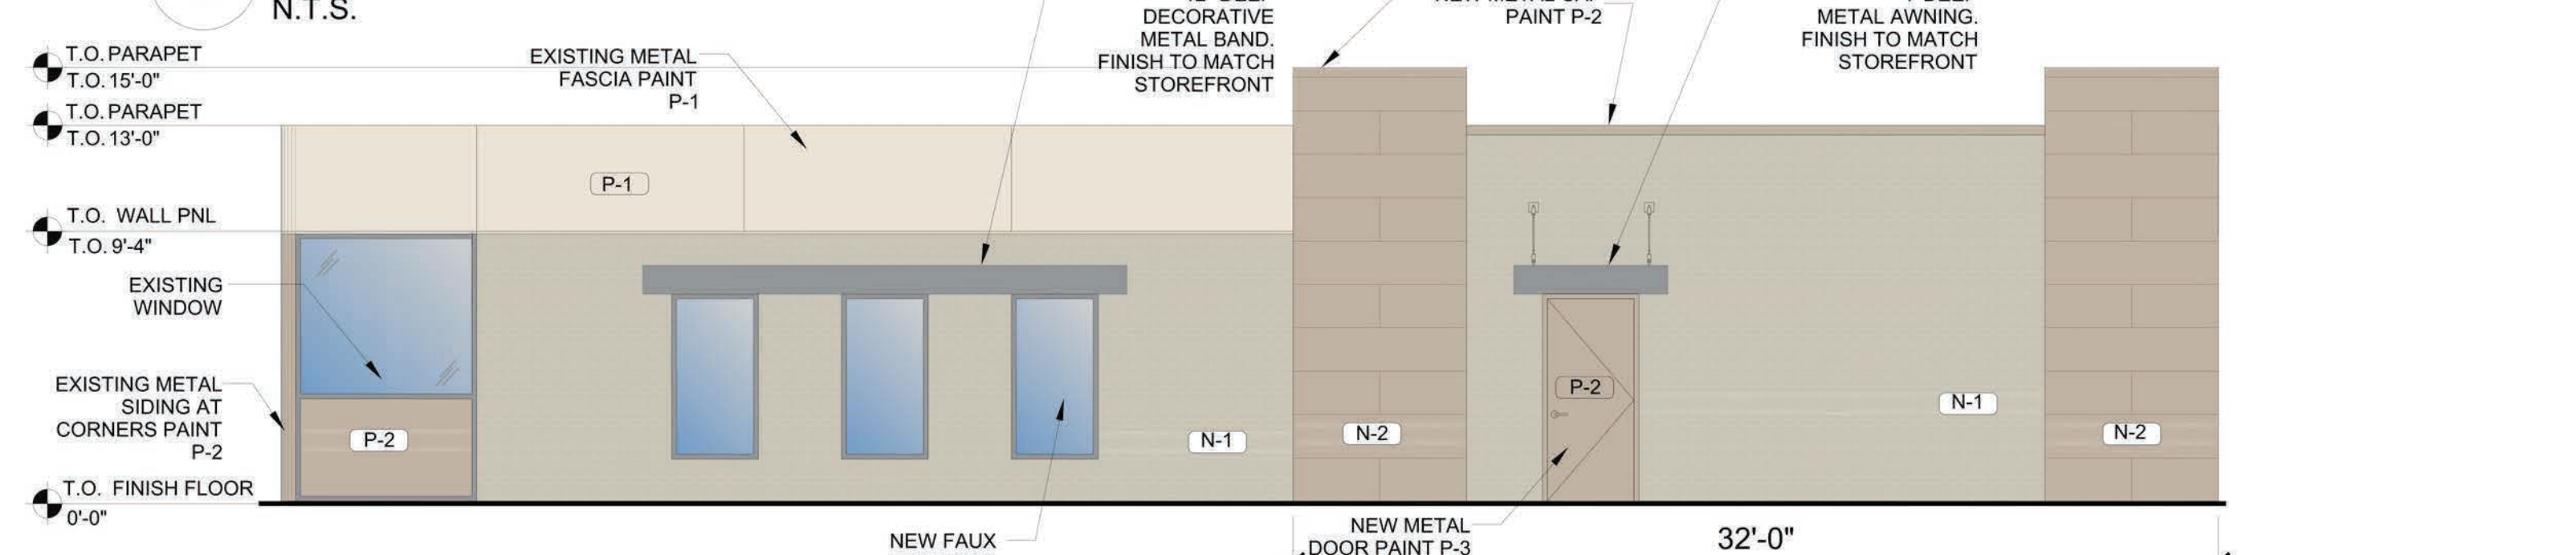 N.T.S.
T.O. PARAPET
T.O. 15'-0"
T.O. PARAPET
T.O. 13'-0"
T.O. WALL PNL
T.O. 9'-4"
EXISTING
WINDOW
EXISTING METAL
SIDING AT
CORNERS PAINT
P-2
T.O. FINISH FLOOR
0'-0"
EXISTING METAL
FASCIA PAINT
P-1
P-1
P-2
DECORATIVE
METAL BAND.
FINISH TO MATCH
STOREFRONT
PAINT P-2
METAL AWNING.
FINISH TO MATCH
STOREFRONT
N-1
N-2
P-2
N-1
N-2
NEW FAUX
NEW METAL
DOOR PAINT P-3
32'-0"